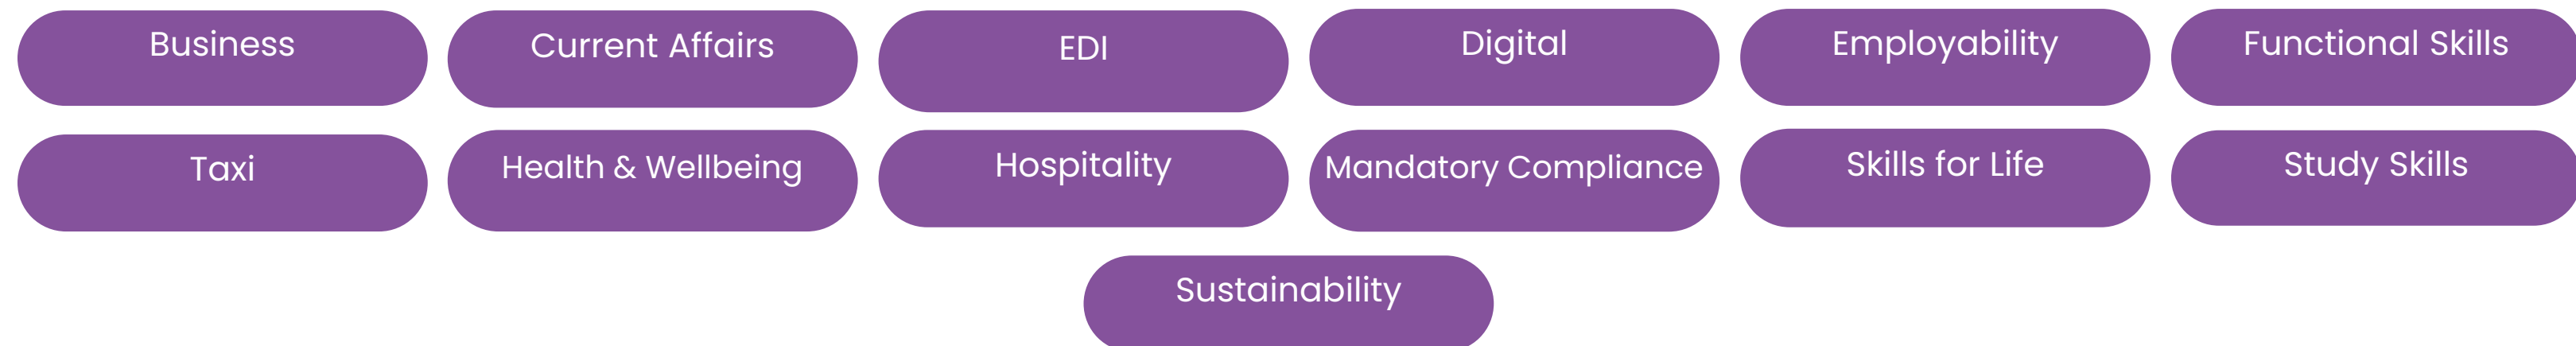 Business
Current Affairs
EDI
Digital
Employability
Functional Skills
Taxi
Health & Wellbeing
Hospitality
Mandatory Compliance
Skills for Life
Study Skills
Sustainability